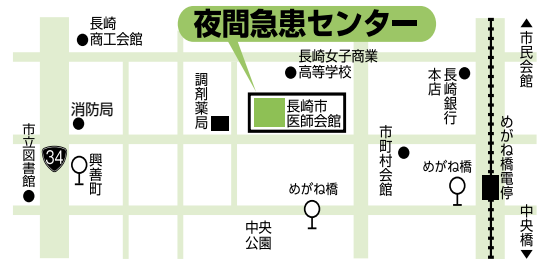 夜間急患センター
長崎
商工会館
長崎女子商業
高等学校
▲市民会館
本店
長崎銀行
調剤薬局
長崎市
医師会館
消防局
市立図書館
34
興善町
市町村会館
めがね橋
めがね橋電停
めがね橋
中央
公園
中央橋▼